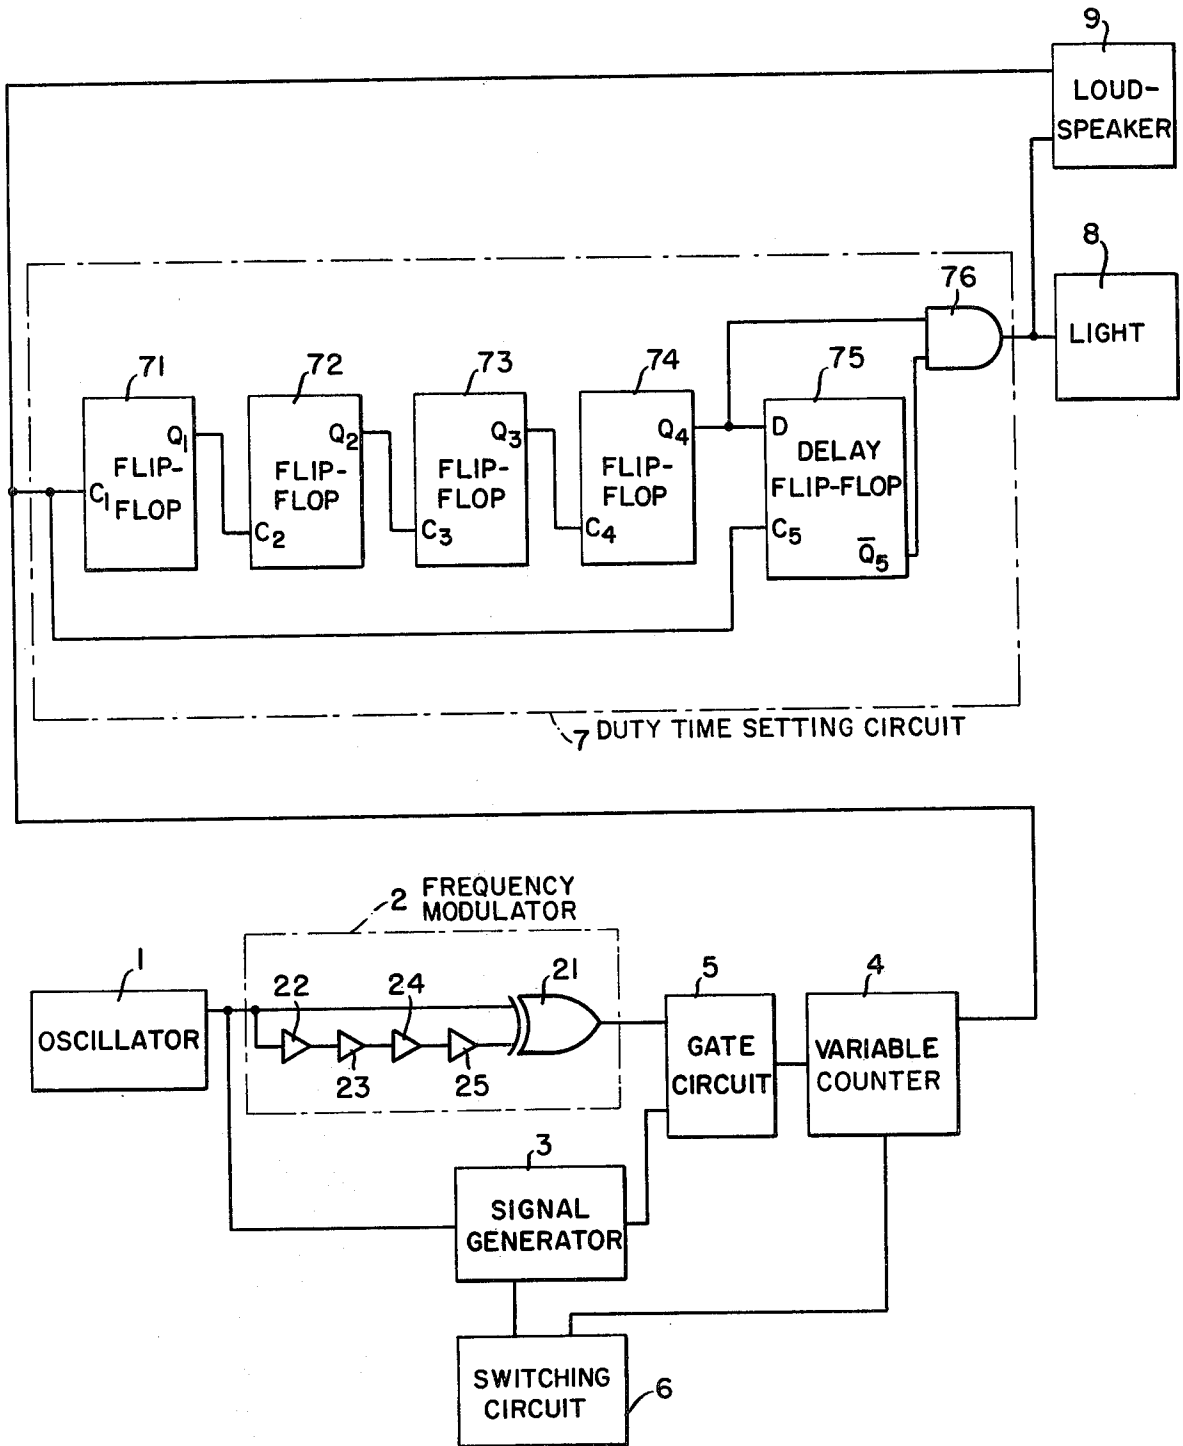 9
LOUD-
SPEAKER
8
LIGHT
76
71
72
73
74
75
Q1
C1
FLIP-
FLOP
Q2
FLIP-
FLOP
C2
Q3
FLIP-
FLOP
C3
Q4
FLIP-
FLOP
C4
D
DELAY
FLIP-FLOP
C5
Q̅5
7 DUTY TIME SETTING CIRCUIT
2 FREQUENCY
MODULATOR
1
OSCILLATOR
22
24
21
23
25
5
GATE
CIRCUIT
4
VARIABLE
COUNTER
3
SIGNAL
GENERATOR
SWITCHING
CIRCUIT
6